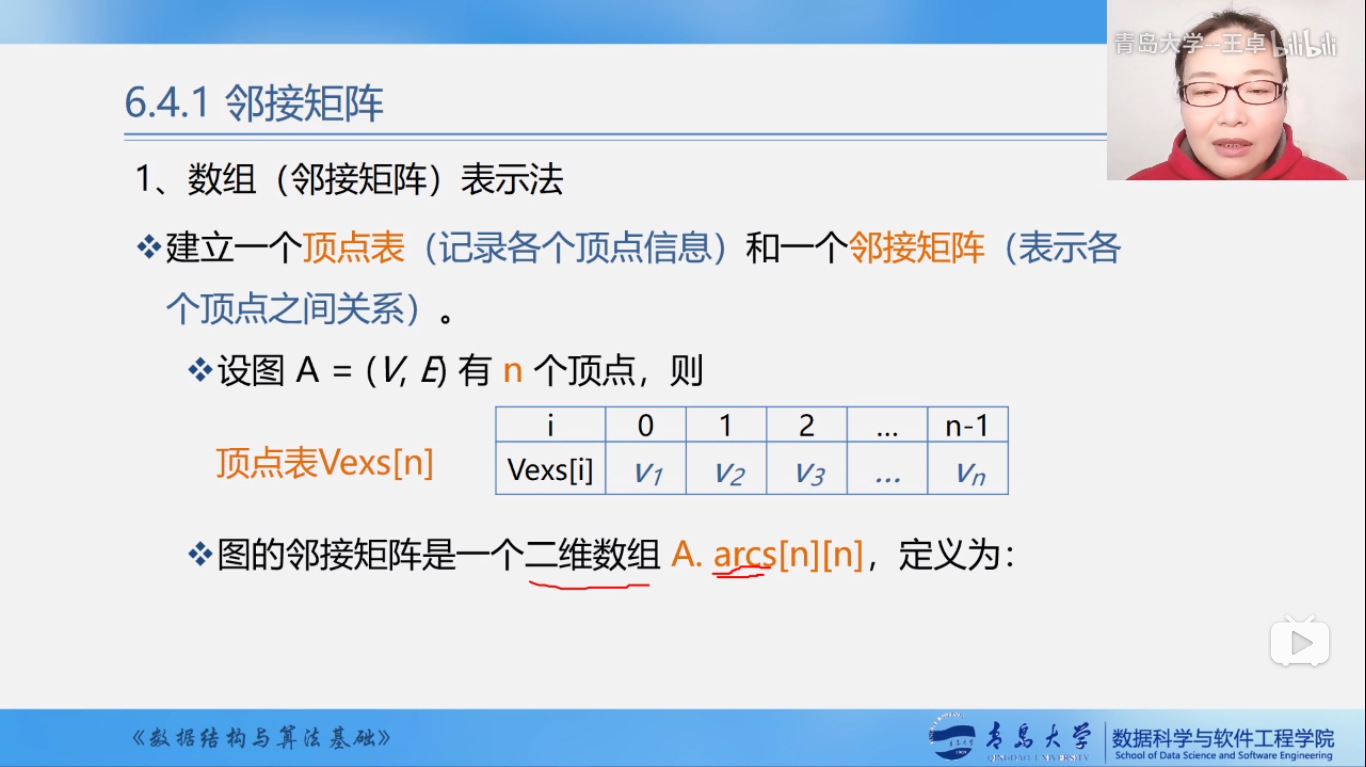 青岛大学--王卓 bilibili
6.4.1 邻接矩阵
1、数组（邻接矩阵）表示法
❖建立一个顶点表（记录各个顶点信息）和一个邻接矩阵（表示各
个顶点之间关系）。
❖设图 A = (V, E) 有 n 个顶点，则
顶点表Vexs[n]
i 0 1 2 … n-1
Vexs[i] v1 v2 v3 … vn
❖图的邻接矩阵是一个二维数组 A. arcs[n][n]，定义为：
《数据结构与算法基础》
青岛大学
QINGDAO UNIVERSITY
数据科学与软件工程学院
School of Data Science and Software Engineering